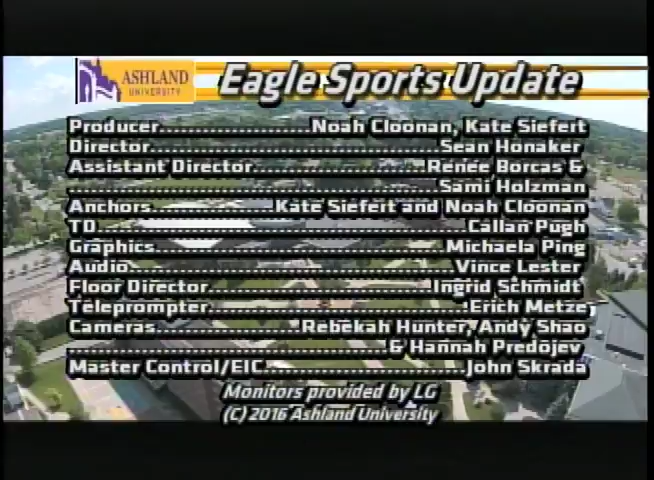 ASHLAND
UNIVERSITY
Eagle Sports Update
Producer.....................Noah Cloonan, Kate Siefert
Director........................................Sean Honaker
Assistant Director........................Renee Borcas &
...................................................Sami Holzman
Anchors.................Kate Siefert and Noah Cloonan
TD...................................................Callan Pugh
Graphics........................................Michaela Ping
Audio.............................................Vince Lester
Floor Director...............................Ingrid Schmidt
Teleprompter...................................Erich Metze
Cameras....................Rebekah Hunter, Andy Shao
...........................................& Hannah Predojev
Master Control/EIC............................John Skrada
Monitors provided by LG
(C) 2016 Ashland University